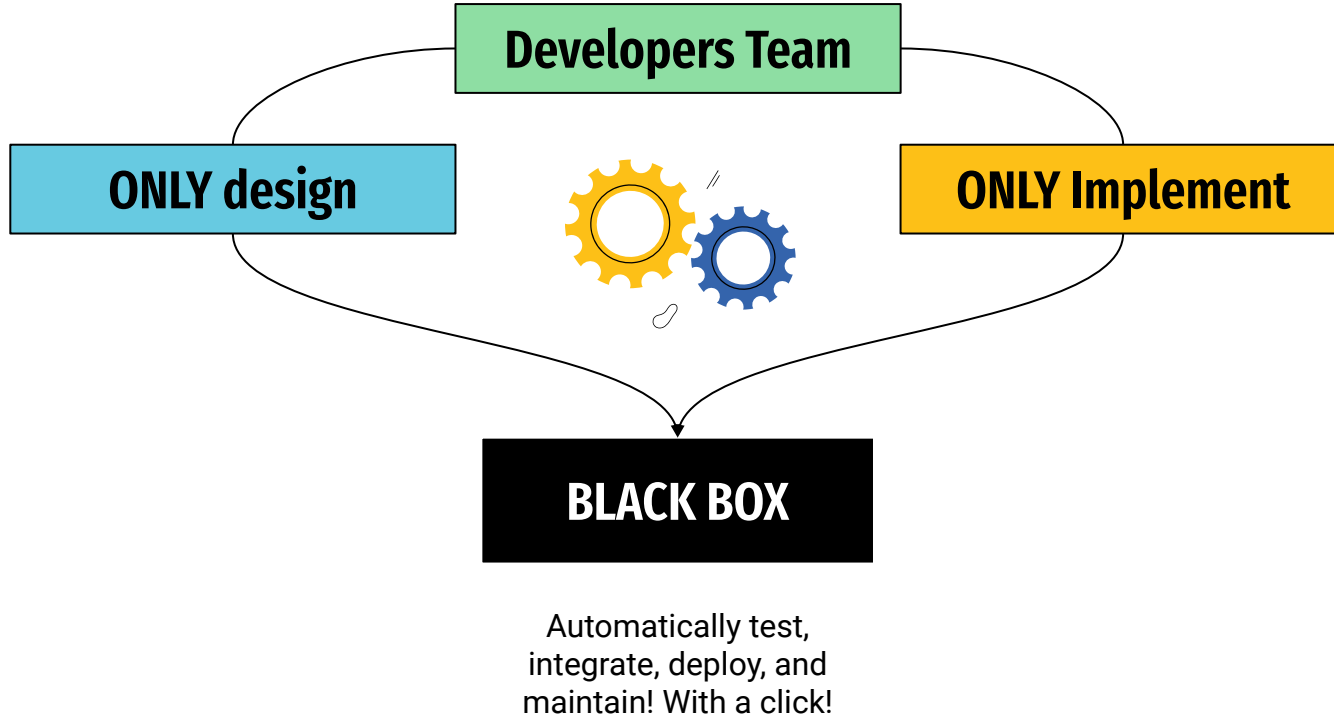 Developers Team
ONLY design
ONLY Implement
BLACK BOX
Automatically test,
integrate, deploy, and
maintain! With a click!